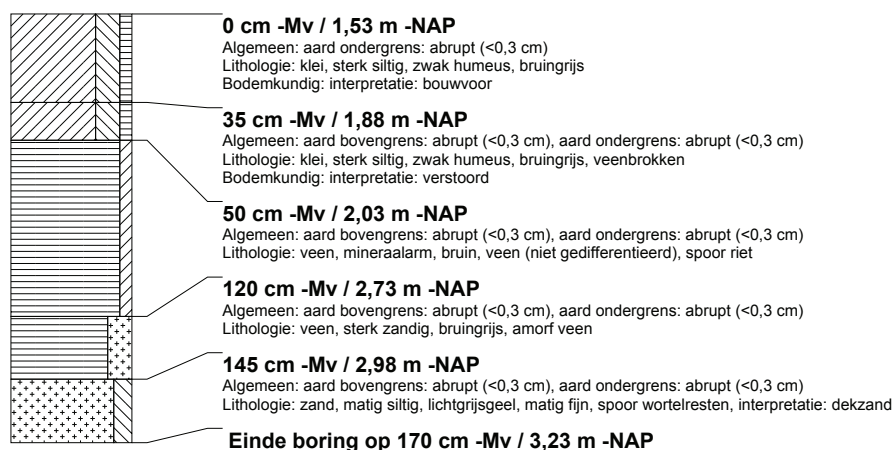 0 cm -Mv / 1,53 m -NAP
Algemeen: aard ondergrens: abrupt (<0,3 cm)
Lithologie: klei, sterk siltig, zwak humeus, bruingrijs
Bodemkundig: interpretatie: bouwvoor
35 cm -Mv / 1,88 m -NAP
Algemeen: aard bovengrens: abrupt (<0,3 cm), aard ondergrens: abrupt (<0,3 cm)
Lithologie: klei, sterk siltig, zwak humeus, bruingrijs, veenbrokken
Bodemkundig: interpretatie: verstoord
50 cm -Mv / 2,03 m -NAP
Algemeen: aard bovengrens: abrupt (<0,3 cm), aard ondergrens: abrupt (<0,3 cm)
Lithologie: veen, mineraalarm, bruin, veen (niet gedifferentieerd), spoor riet
120 cm -Mv / 2,73 m -NAP
Algemeen: aard bovengrens: abrupt (<0,3 cm), aard ondergrens: abrupt (<0,3 cm)
Lithologie: veen, sterk zandig, bruingrijs, amorf veen
145 cm -Mv / 2,98 m -NAP
Algemeen: aard bovengrens: abrupt (<0,3 cm), aard ondergrens: abrupt (<0,3 cm)
Lithologie: zand, matig siltig, lichtgrijsgeel, matig fijn, spoor wortelresten, interpretatie: dekzand
Einde boring op 170 cm -Mv / 3,23 m -NAP